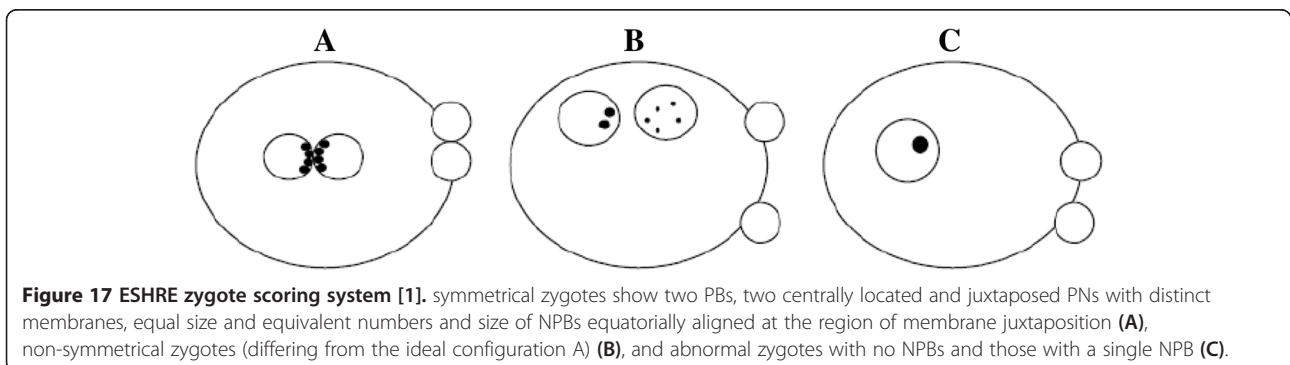 A B C
Figure 17 ESHRE zygote scoring system [1]. symmetrical zygotes show two PBs, two centrally located and juxtaposed PNs with distinct
membranes, equal size and equivalent numbers and size of NPBs equatorially aligned at the region of membrane juxtaposition (A),
non-symmetrical zygotes (differing from the ideal configuration A) (B), and abnormal zygotes with no NPBs and those with a single NPB (C).